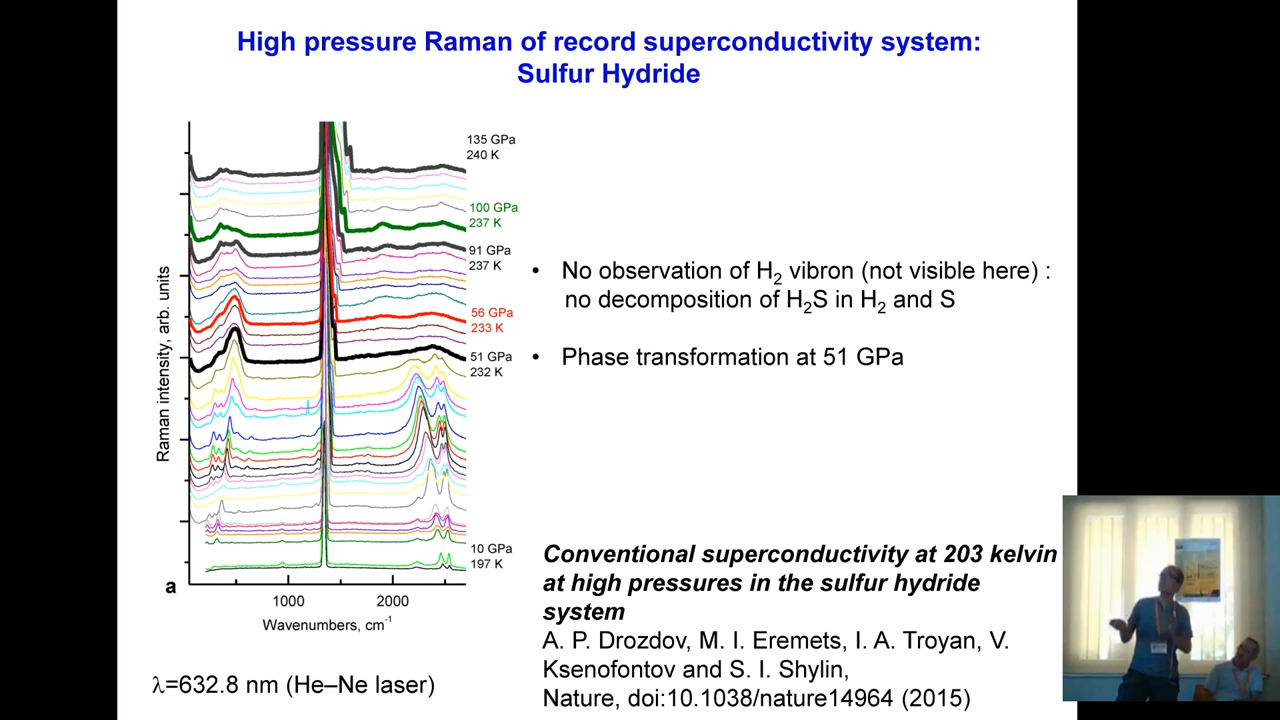 High pressure Raman of record superconductivity system:
Sulfur Hydride
135 GPa
240 K
100 GPa
237 K
91 GPa
237 K
56 GPa
233 K
51 GPa
232 K
10 GPa
197 K
Raman intensity, arb. units
a
1000 2000
Wavenumbers, cm⁻¹
λ=632.8 nm (He–Ne laser)
• No observation of H₂ vibron (not visible here) :
no decomposition of H₂S in H₂ and S
• Phase transformation at 51 GPa
Conventional superconductivity at 203 kelvin
at high pressures in the sulfur hydride
system
A. P. Drozdov, M. I. Eremets, I. A. Troyan, V.
Ksenofontov and S. I. Shylin,
Nature, doi:10.1038/nature14964 (2015)